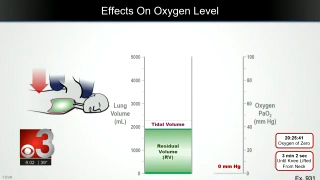 Effects On Oxygen Level
5000
4000
3000
2000
1000
0
Lung
Volume
(mL)
Tidal Volume
Residual
Volume
(RV)
100
80
60
40
20
0
Oxygen
PaO2
(mm Hg)
0 mm Hg
20:25:41
Oxygen of Zero
3 min 2 sec
Until Knee Lifted
From Neck
3
Ex. 931